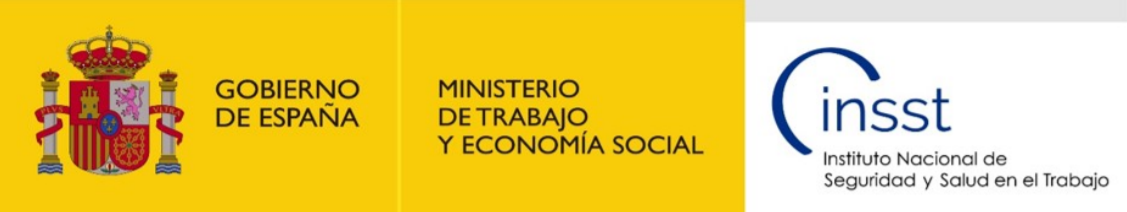 GOBIERNO
DE ESPAÑA
MINISTERIO
DE TRABAJO
Y ECONOMÍA SOCIAL
insst
Instituto Nacional de
Seguridad y Salud en el Trabajo